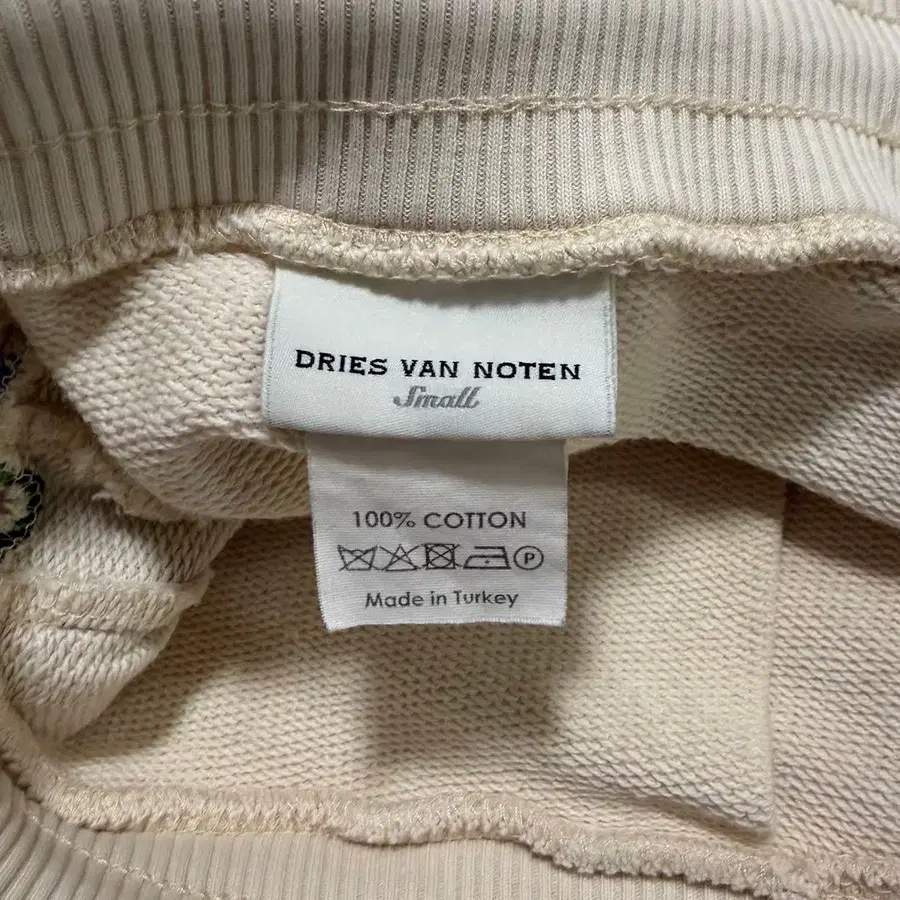 DRIES VAN NOTEN
Small
100% COTTON
P
Made in Turkey